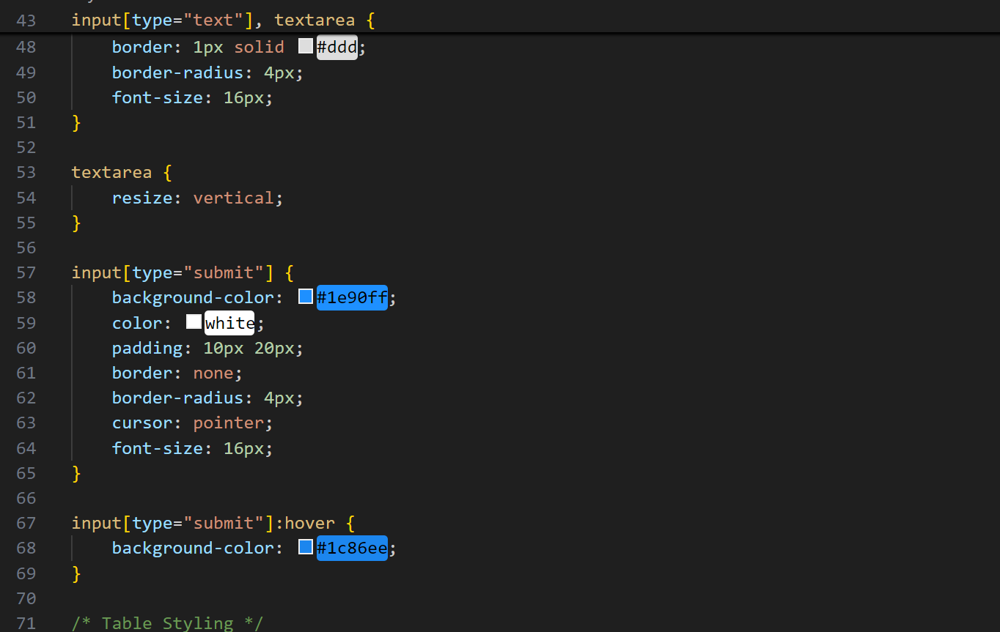 43 input[type="text"], textarea {
48     border: 1px solid #ddd;
49     border-radius: 4px;
50     font-size: 16px;
51 }
52
53 textarea {
54     resize: vertical;
55 }
56
57 input[type="submit"] {
58     background-color: #1e90ff;
59     color: white;
60     padding: 10px 20px;
61     border: none;
62     border-radius: 4px;
63     cursor: pointer;
64     font-size: 16px;
65 }
66
67 input[type="submit"]:hover {
68     background-color: #1c86ee;
69 }
70
71 /* Table Styling */